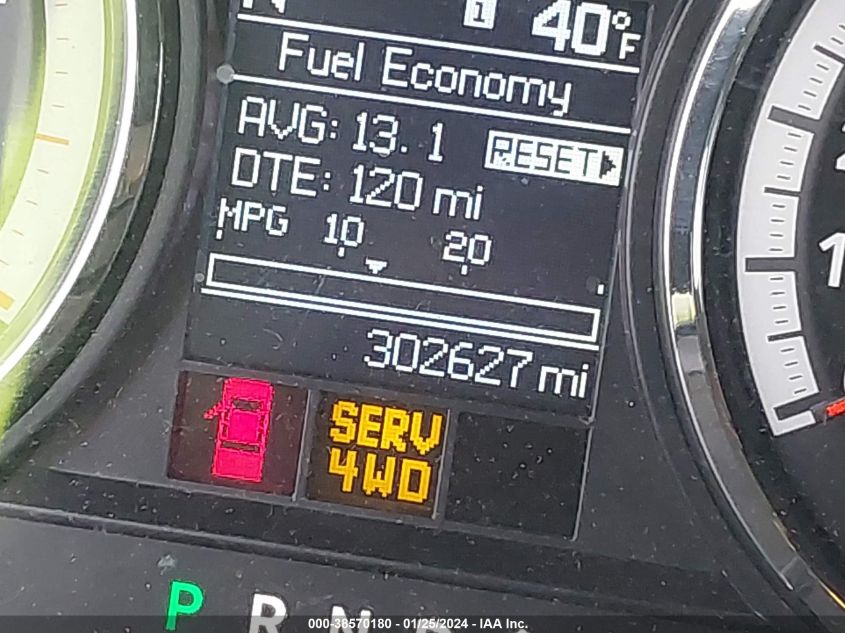 1 40°F
Fuel Economy
AVG: 13.1
RESET
DTE: 120 mi
MPG 10 20
302627 mi
SERV
4WD
P R N
000-38570180 - 01/25/2024 - IAA Inc.